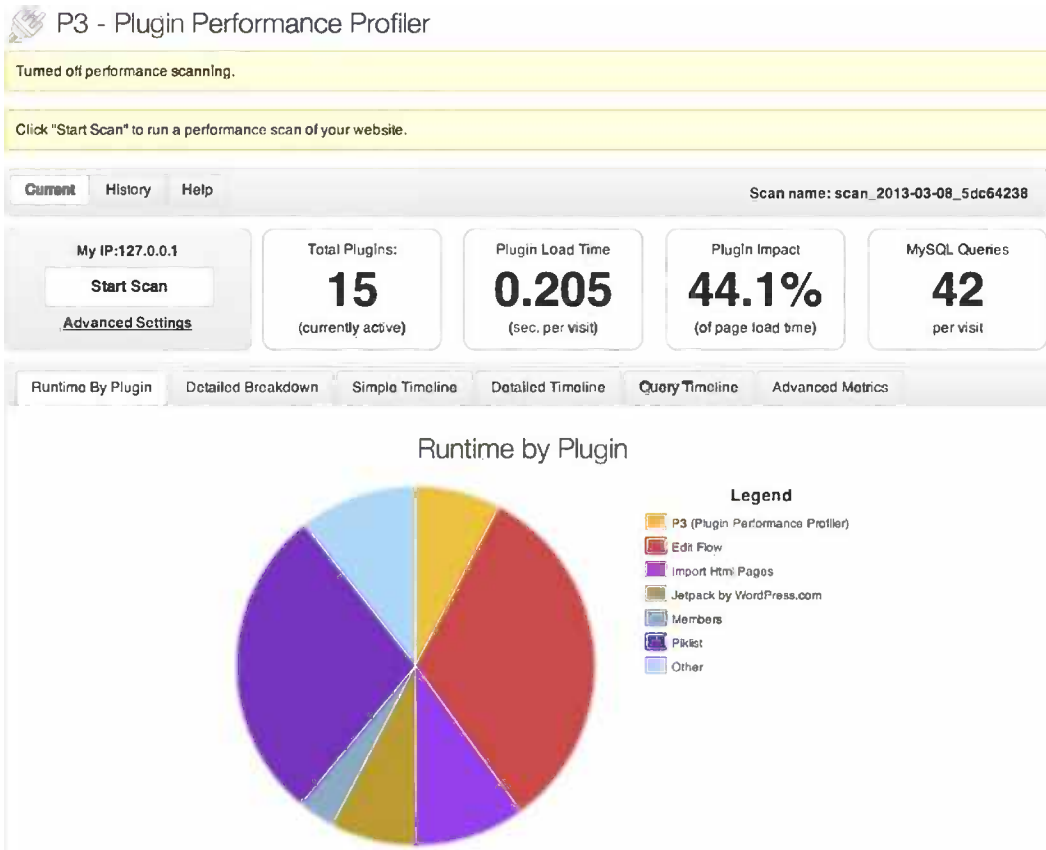 P3 - Plugin Performance Profiler
Turned off performance scanning.
Click "Start Scan" to run a performance scan of your website.
Current History Help Scan name: scan_2013-03-08_5dc64238
My IP:127.0.0.1
Start Scan
Advanced Settings
Total Plugins:
15
(currently active)
Plugin Load Time
0.205
(sec. per visit)
Plugin Impact
44.1%
(of page load time)
MySQL Queries
42
per visit
Runtime By Plugin Detailed Breakdown Simple Timeline Detailed Timeline Query Timeline Advanced Metrics
Runtime by Plugin
Legend
P3 (Plugin Performance Profiler)
Edit Flow
Import Html Pages
Jetpack by WordPress.com
Members
Piklist
Other